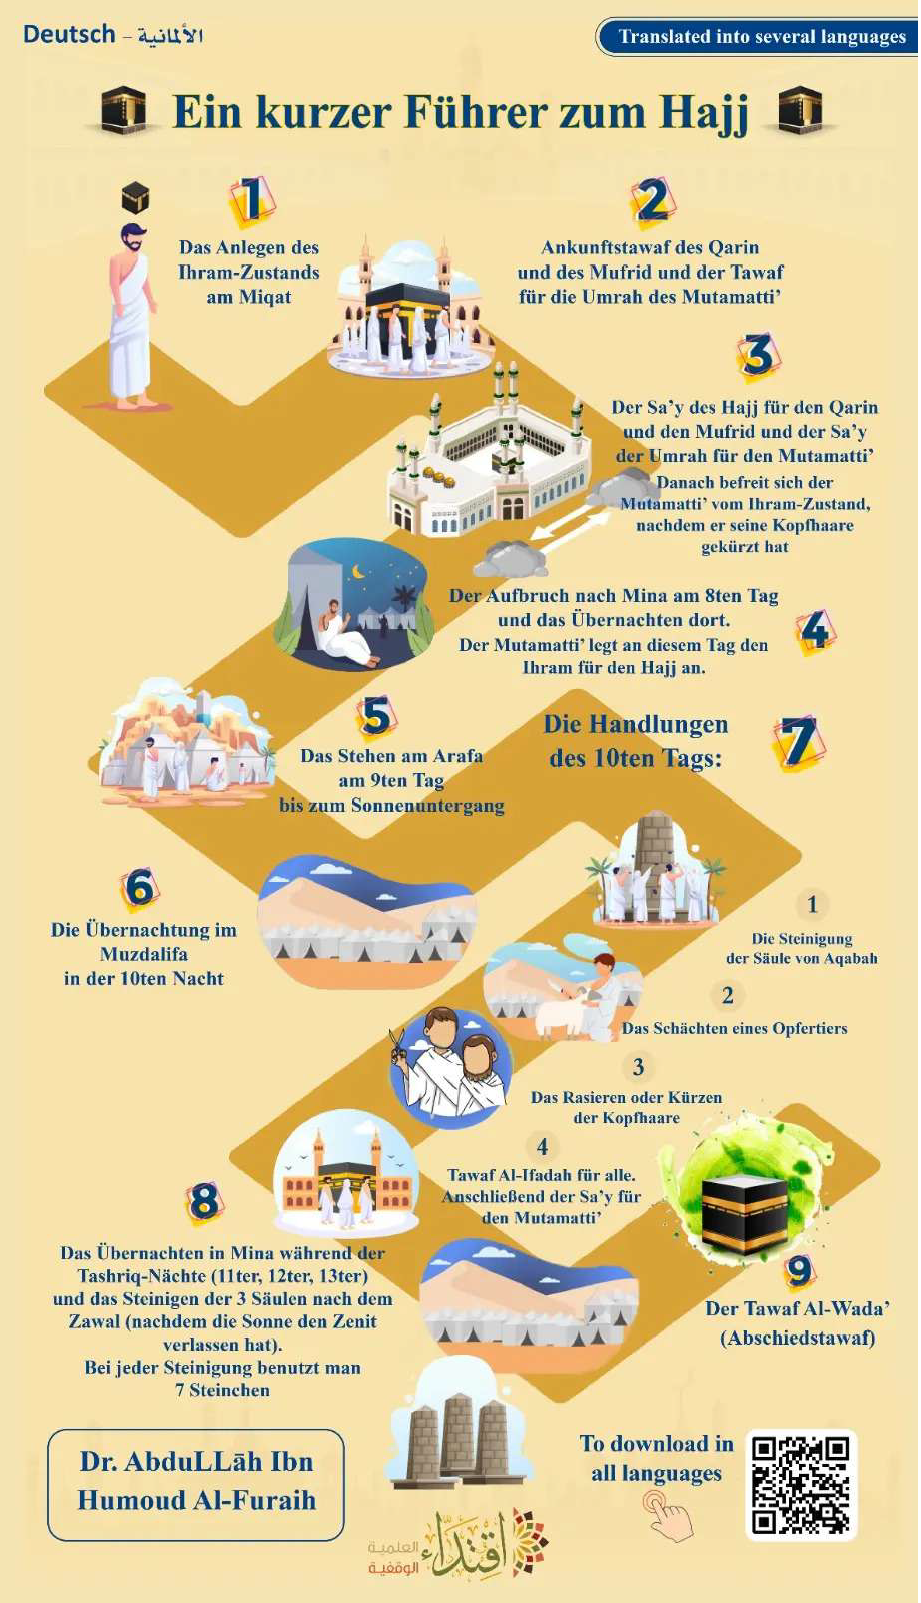 Deutsch - الألمانية
Translated into several languages
Ein kurzer Führer zum Hajj
1
Das Anlegen des
Ihram-Zustands
am Miqat
2
Ankunftstawaf des Qarin
und des Mufrid und der Tawaf
für die Umrah des Mutamatti’
3
Der Sa’y des Hajj für den Qarin
und den Mufrid und der Sa’y
der Umrah für den Mutamatti’
Danach befreit sich der
Mutamatti’ vom Ihram-Zustand,
nachdem er seine Kopfhaare
gekürzt hat
4
Der Aufbruch nach Mina am 8ten Tag
und das Übernachten dort.
Der Mutamatti’ legt an diesem Tag den
Ihram für den Hajj an.
5
Das Stehen am Arafa
am 9ten Tag
bis zum Sonnenuntergang
6
Die Übernachtung im
Muzdalifa
in der 10ten Nacht
7
Die Handlungen
des 10ten Tags:
1
Die Steinigung
der Säule von Aqabah
2
Das Schächten eines Opfertiers
3
Das Rasieren oder Kürzen
der Kopfhaare
4
Tawaf Al-Ifadah für alle.
Anschließend der Sa’y für
den Mutamatti’
8
Das Übernachten in Mina während der
Tashriq-Nächte (11ter, 12ter, 13ter)
und das Steinigen der 3 Säulen nach dem
Zawal (nachdem die Sonne den Zenit
verlassen hat).
Bei jeder Steinigung benutzt man
7 Steinchen
9
Der Tawaf Al-Wada’
(Abschiedstawaf)
Dr. AbduLLāh Ibn
Humoud Al-Furaih
To download in
all languages
اقتداء
العلمية
الوقفية